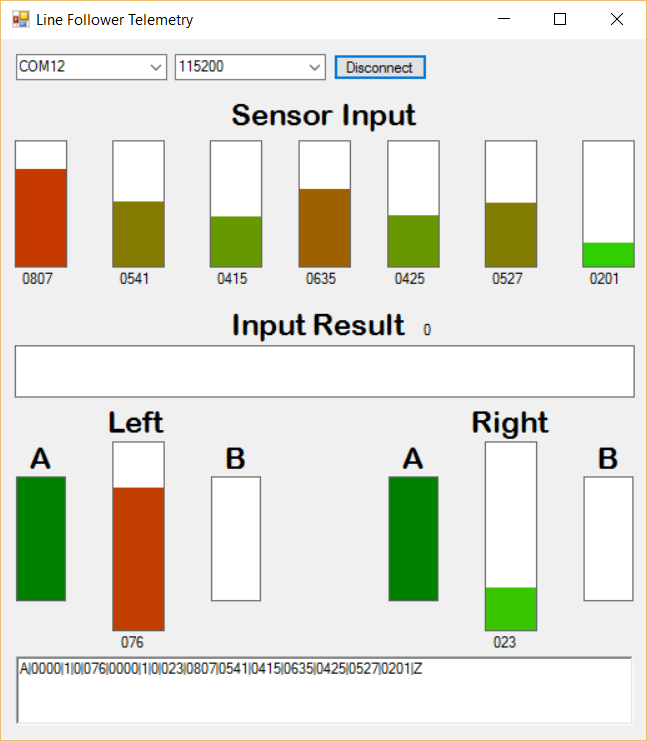 Line Follower Telemetry
COM12 115200 Disconnect
Sensor Input
0807 0541 0415 0635 0425 0527 0201
Input Result 0
Left Right
A B A B
076 023
A|0000|1|0|076|0000|1|0|023|0807|0541|0415|0635|0425|0527|0201|Z